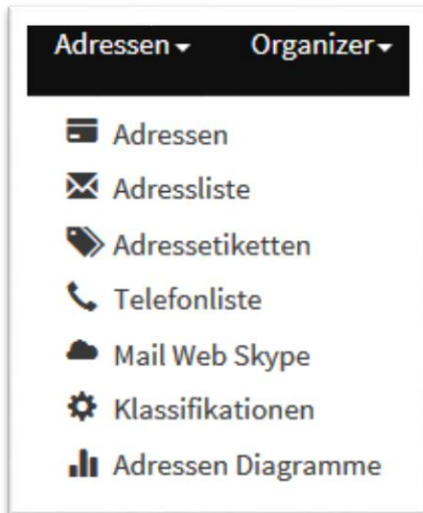 Adressen Organizer
Adressen
Adressliste
Adressetiketten
Telefonliste
Mail Web Skype
Klassifikationen
Adressen Diagramme